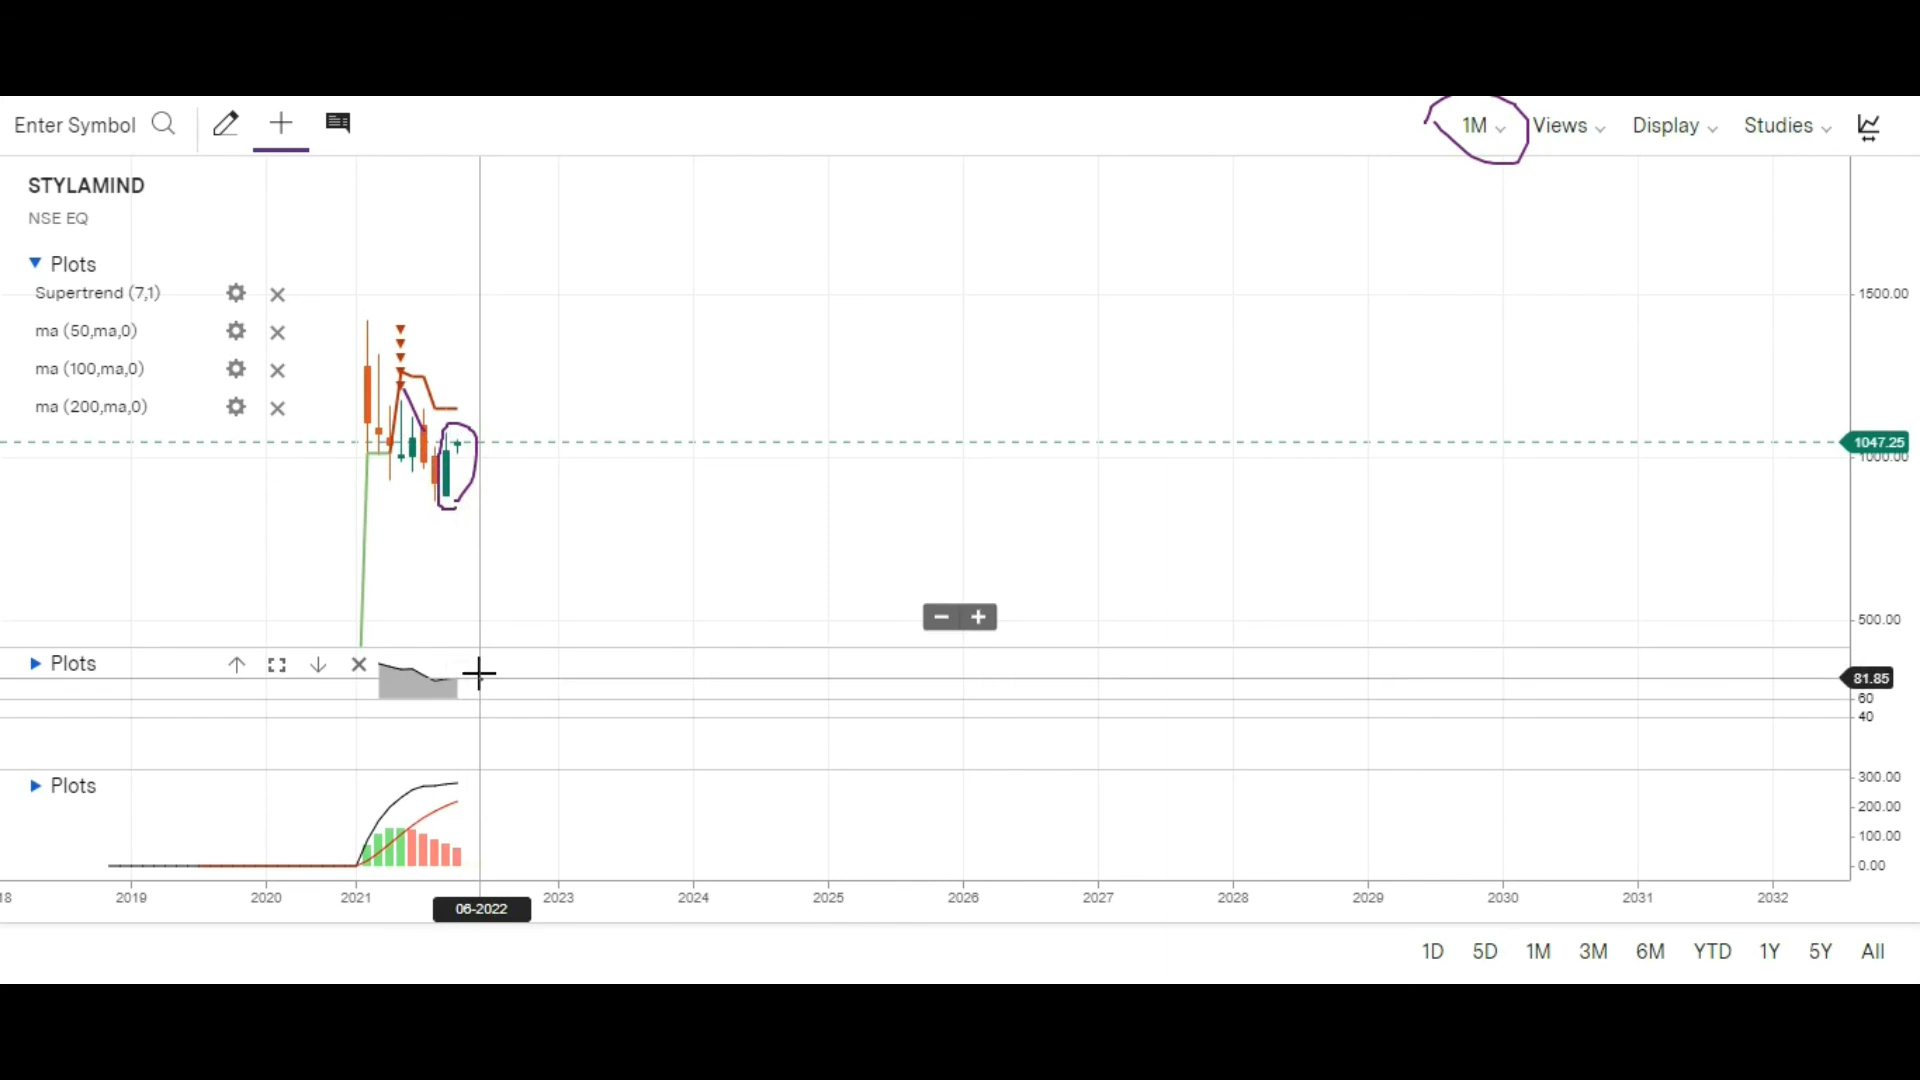 Enter Symbol
1M Views Display Studies
STYLAMIND
NSE EQ
Plots
Supertrend (7,1)
ma (50,ma,0)
ma (100,ma,0)
ma (200,ma,0)
1500.00
1047.25
1000.00
500.00
Plots
81.85
60
40
Plots
300.00
200.00
100.00
0.00
18 2019 2020 2021 2023 2024 2025 2026 2027 2028 2029 2030 2031 2032
06-2022
1D 5D 1M 3M 6M YTD 1Y 5Y All